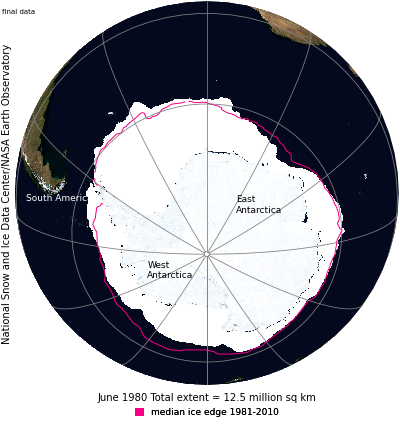 final data
National Snow and Ice Data Center/NASA Earth Observatory
South America
East
Antarctica
West
Antarctica
June 1980 Total extent = 12.5 million sq km
median ice edge 1981-2010